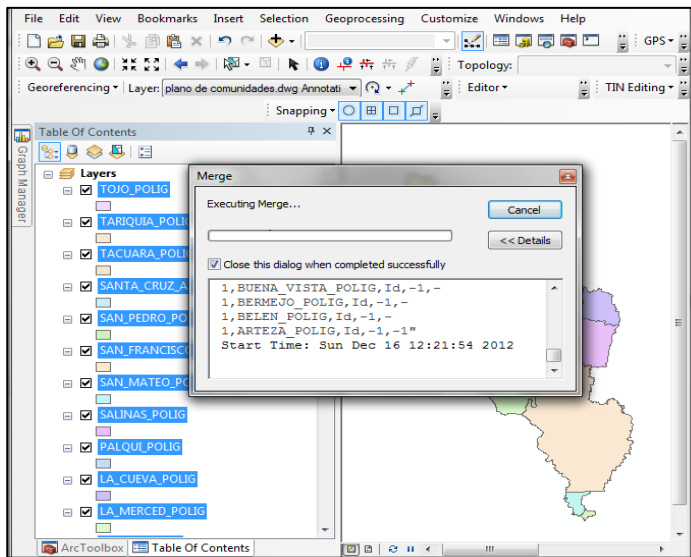 File Edit View Bookmarks Insert Selection Geoprocessing Customize Windows Help
GPS
Topology:
Georeferencing Layer: plano de comunidades.dwg Annotati Editor TIN Editing
Snapping
Table Of Contents
Graph Manager
Layers
TOJO_POLIG
TARIQUIA_POLIG
TACUARA_POLIG
SANTA_CRUZ_A
SAN_PEDRO_PO
SAN_FRANCISC
SAN_MATEO_PO
SALINAS_POLIG
PALQUI_POLIG
LA_CUEVA_POLIG
LA_MERCED_POLIG
ArcToolbox Table Of Contents
Merge
Executing Merge...
Cancel
<< Details
Close this dialog when completed successfully
1,BUENA_VISTA_POLIG,Id,-1,-
1,BERMEJO_POLIG,Id,-1,-
1,BELEN_POLIG,Id,-1,-
1,ARTEZA_POLIG,Id,-1,-1"
Start Time: Sun Dec 16 12:21:54 2012